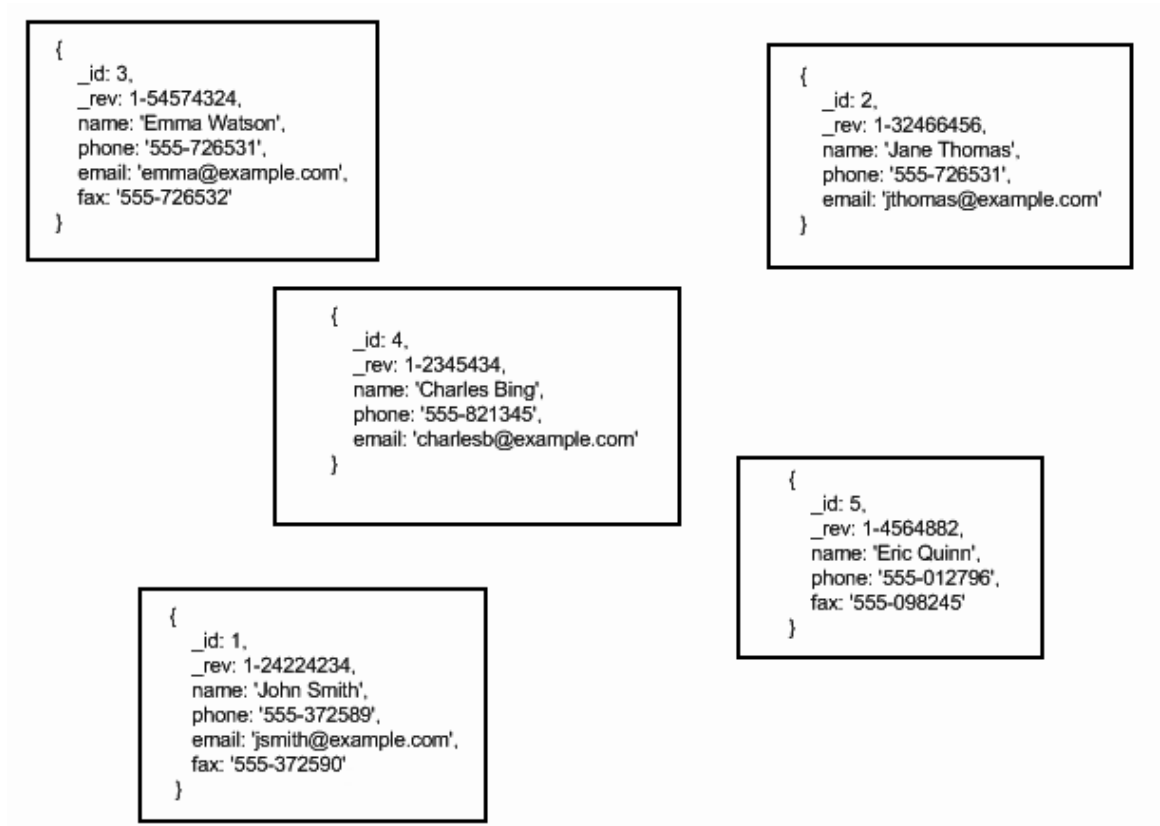 {
_id: 3,
_rev: 1-54574324,
name: 'Emma Watson',
phone: '555-726531',
email: 'emma@example.com',
fax: '555-726532'
}
{
_id: 2,
_rev: 1-32466456,
name: 'Jane Thomas',
phone: '555-726531',
email: 'jthomas@example.com'
}
{
_id: 4,
_rev: 1-2345434,
name: 'Charles Bing',
phone: '555-821345',
email: 'charlesb@example.com'
}
{
_id: 5,
_rev: 1-4564882,
name: 'Eric Quinn',
phone: '555-012796',
fax: '555-098245'
}
{
_id: 1,
_rev: 1-24224234,
name: 'John Smith',
phone: '555-372589',
email: 'jsmith@example.com',
fax: '555-372590'
}